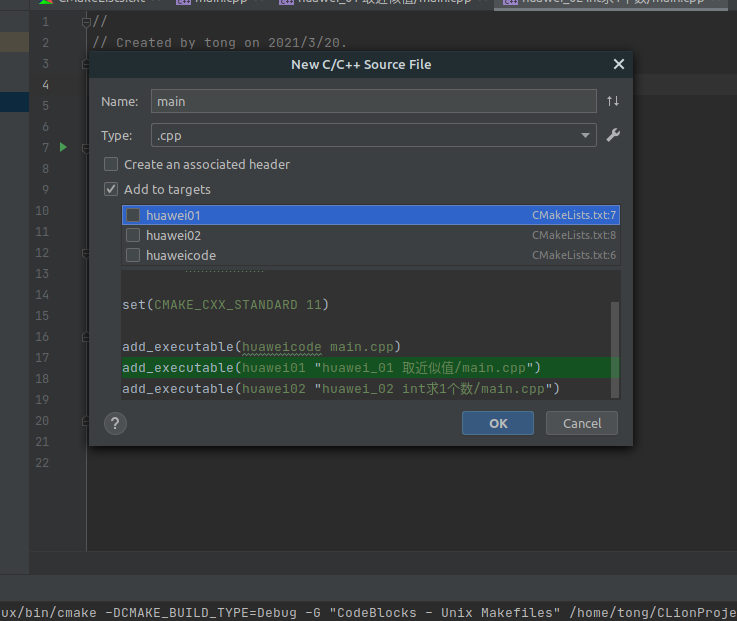 CMakeLists.txt main.cpp huawei_01 取近似值/main.cpp huawei_02 int求1个数/main.cpp
1 //
2 // Created by tong on 2021/3/20.
3
4
5
6
7
8
9
10
11
12
13
14
15
16
17
18
19
20
21
22
New C/C++ Source File
Name: main
Type: .cpp
Create an associated header
Add to targets
huawei01 CMakeLists.txt:7
huawei02 CMakeLists.txt:8
huaweicode CMakeLists.txt:6
set(CMAKE_CXX_STANDARD 11)
add_executable(huaweicode main.cpp)
add_executable(huawei01 "huawei_01 取近似值/main.cpp")
add_executable(huawei02 "huawei_02 int求1个数/main.cpp")
? OK Cancel
ux/bin/cmake -DCMAKE_BUILD_TYPE=Debug -G "CodeBlocks - Unix Makefiles" /home/tong/CLionProje